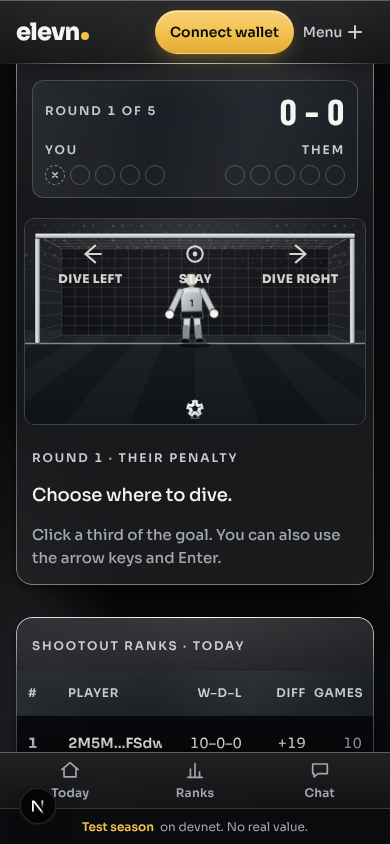 elevn.
Connect wallet
Menu
ROUND 1 OF 5
0 - 0
YOU
THEM
DIVE LEFT
STAY
DIVE RIGHT
1
ROUND 1 · THEIR PENALTY
Choose where to dive.
Click a third of the goal. You can also use
the arrow keys and Enter.
SHOOTOUT RANKS · TODAY
# PLAYER W–D–L DIFF GAMES
1 2M5M...FSdw 10–0–0 +19 10
Today
Ranks
Chat
N
Test season on devnet. No real value.